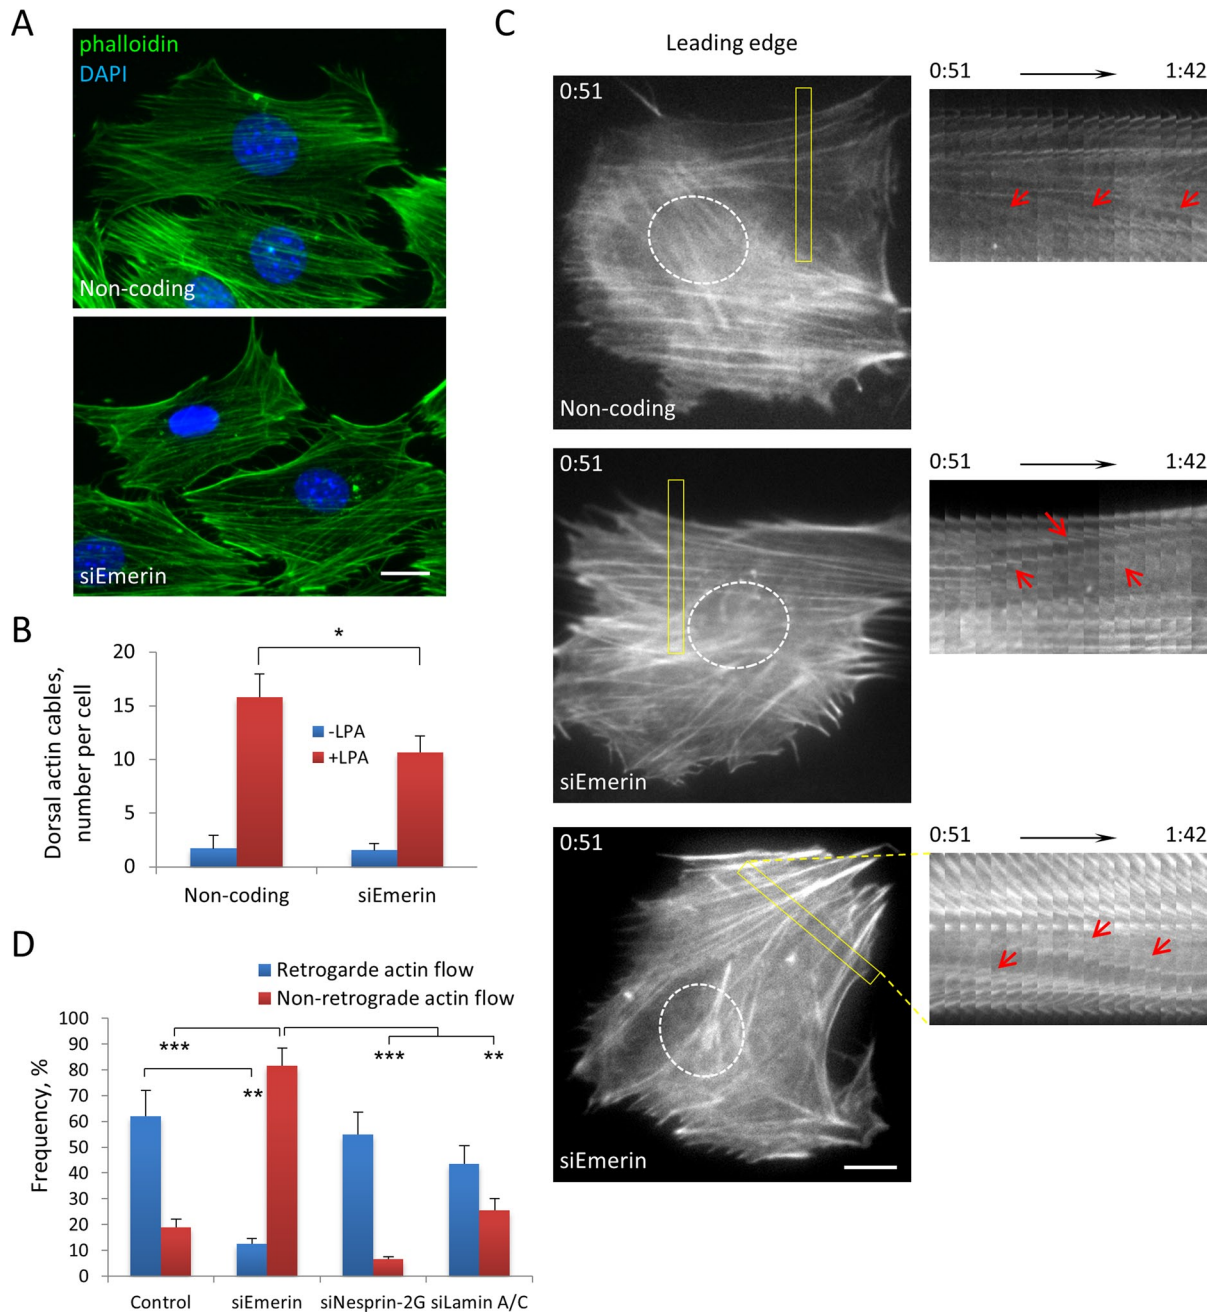 A
phalloidin
DAPI
Non-coding
siEmerin
B
Dorsal actin cables,
number per cell
20
15
10
5
0
*
-LPA
+LPA
Non-coding
siEmerin
C
Leading edge
0:51
Non-coding
0:51
1:42
0:51
siEmerin
0:51
1:42
0:51
siEmerin
0:51
1:42
D
Retrogarde actin flow
Non-retrograde actin flow
Frequency, %
100
90
80
70
60
50
40
30
20
10
0
***
**
***
**
Control
siEmerin
siNesprin-2G
siLamin A/C